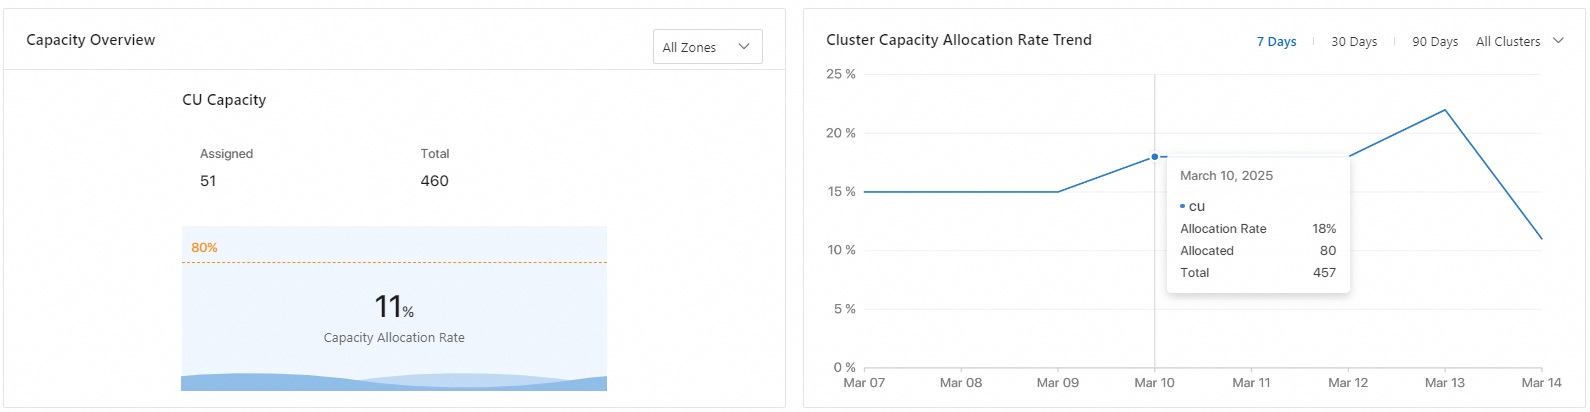 Capacity Overview
All Zones
CU Capacity
Assigned Total
51 460
80%
11%
Capacity Allocation Rate
Cluster Capacity Allocation Rate Trend
7 Days 30 Days 90 Days All Clusters
25 %
20 %
15 %
10 %
5 %
0 %
March 10, 2025
cu
Allocation Rate 18%
Allocated 80
Total 457
Mar 07 Mar 08 Mar 09 Mar 10 Mar 11 Mar 12 Mar 13 Mar 14